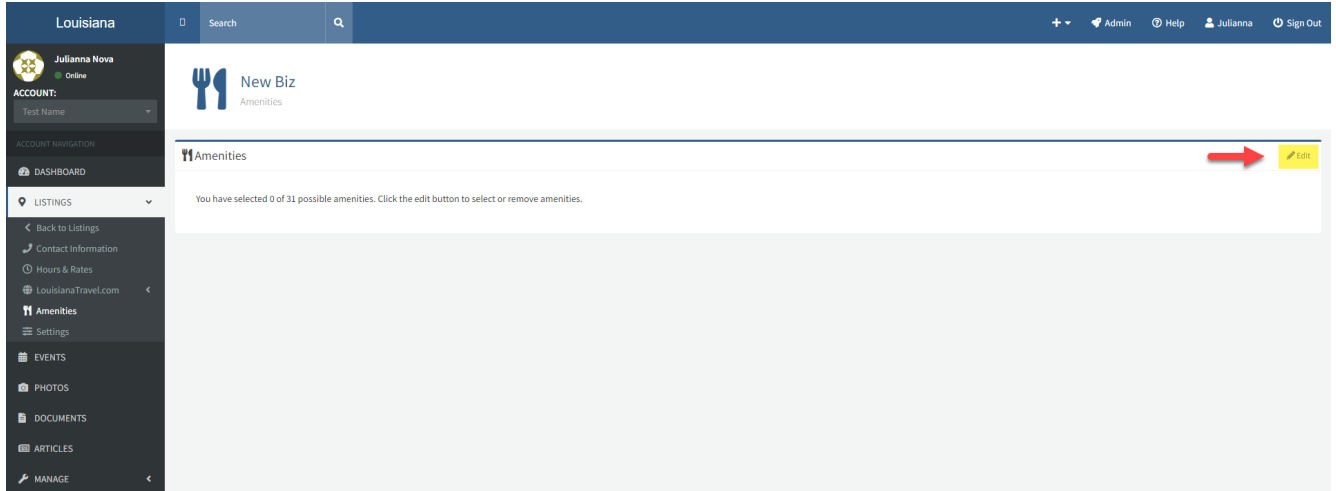 Louisiana
Search
Admin
Help
Julianna
Sign Out
Julianna Nova
Online
ACCOUNT:
Test Name
ACCOUNT NAVIGATION
DASHBOARD
LISTINGS
Back to Listings
Contact Information
Hours & Rates
LouisianaTravel.com
Amenities
Settings
EVENTS
PHOTOS
DOCUMENTS
ARTICLES
MANAGE
New Biz
Amenities
Amenities
Edit
You have selected 0 of 31 possible amenities. Click the edit button to select or remove amenities.